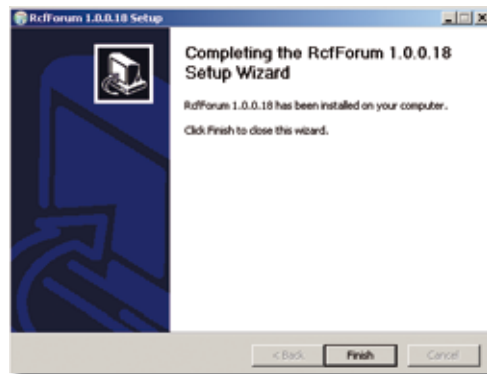 RcfForum 1.0.0.18 Setup
Completing the RcfForum 1.0.0.18
Setup Wizard
RcfForum 1.0.0.18 has been installed on your computer.
Click Finish to close this wizard.
< Back
Finish
Cancel